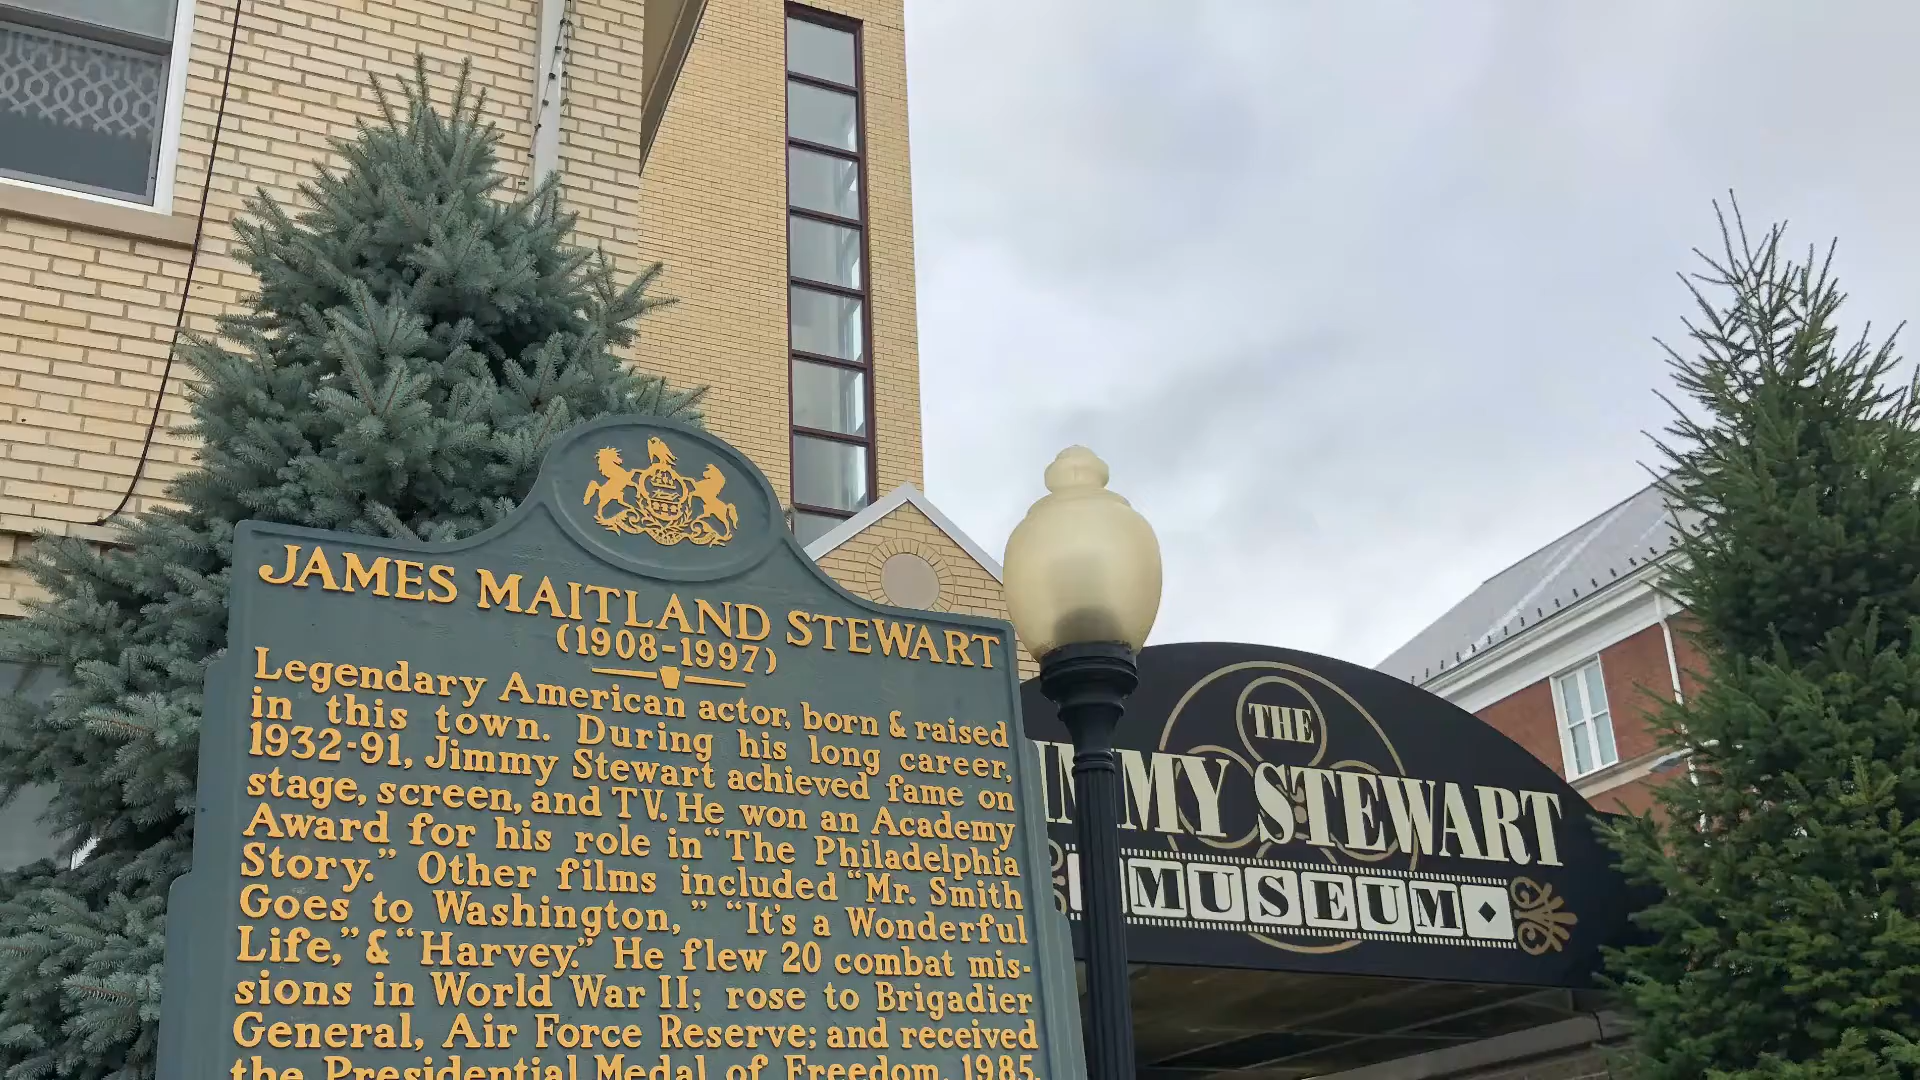 JAMES MAITLAND STEWART
(1908-1997)
Legendary American actor, born & raised
in this town. During his long career,
1932-91, Jimmy Stewart achieved fame on
stage, screen, and TV. He won an Academy
Award for his role in "The Philadelphia
Story." Other films included "Mr. Smith
Goes to Washington," "It's a Wonderful
Life," & "Harvey." He flew 20 combat mis-
sions in World War II; rose to Brigadier
General, Air Force Reserve; and received
the Presidential Medal of Freedom, 1985.
THE
JIMMY STEWART
MUSEUM